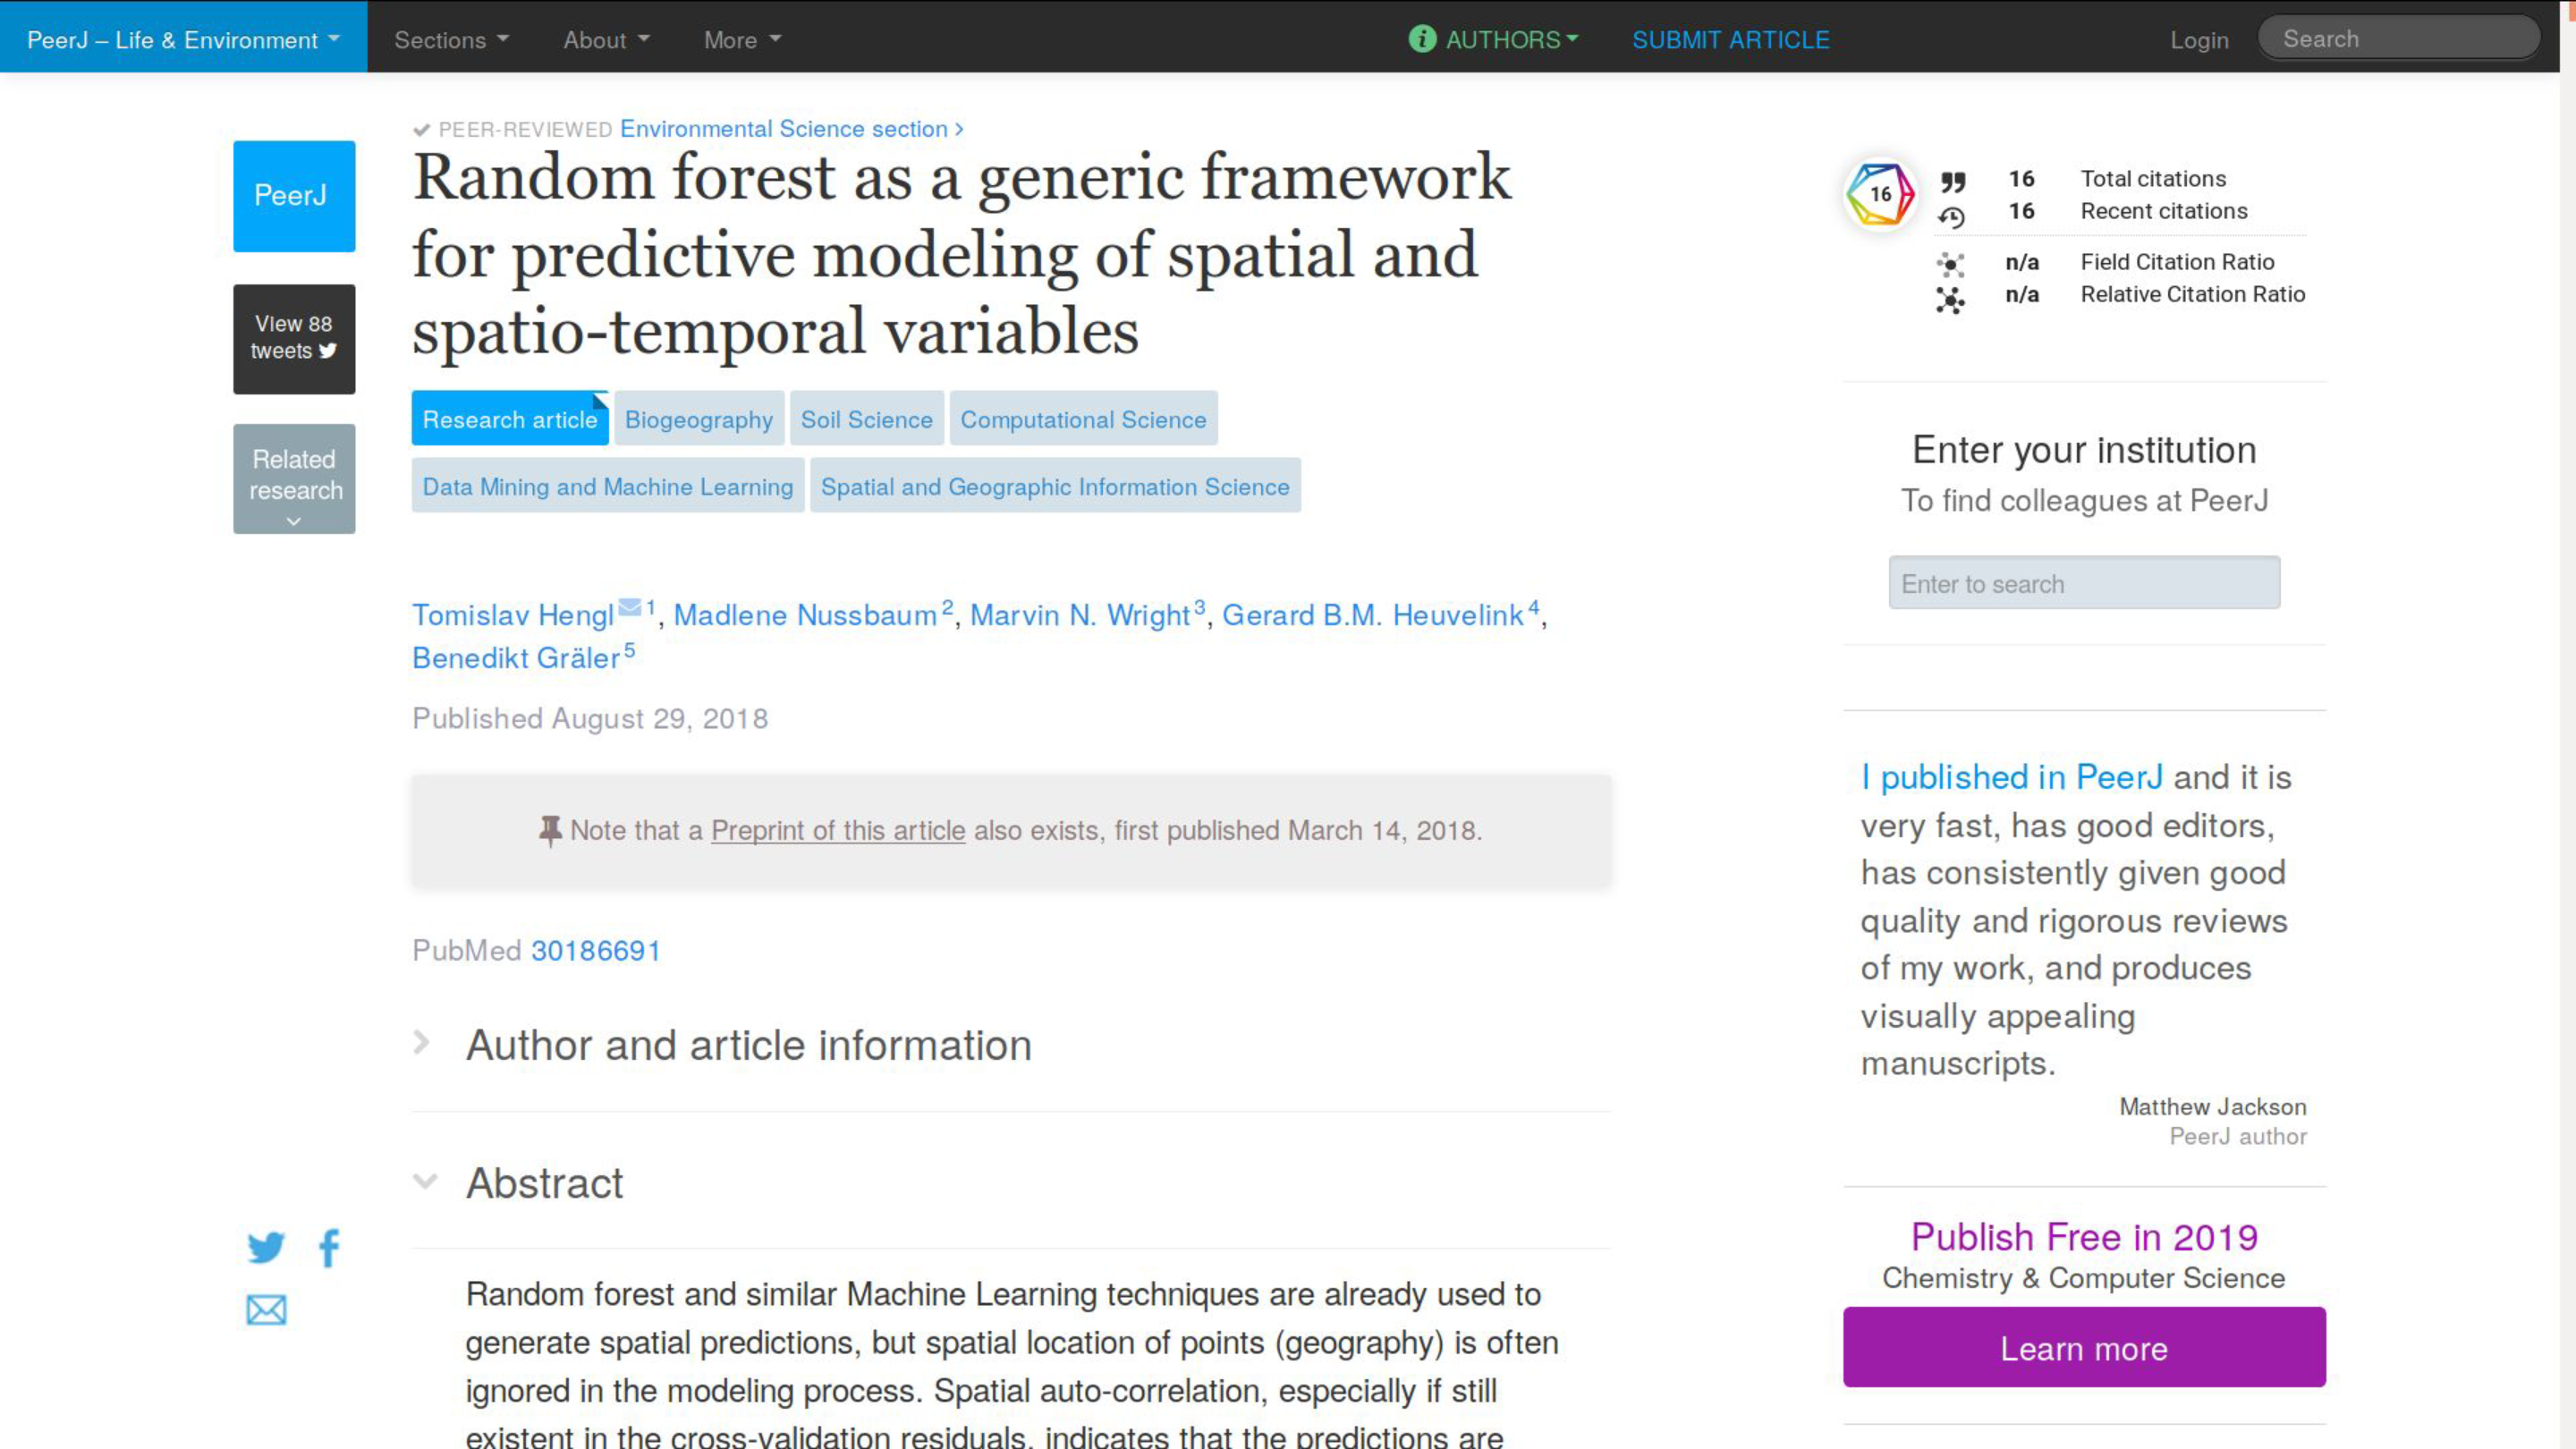 PeerJ – Life & Environment
Sections
About
More
AUTHORS
SUBMIT ARTICLE
Login
Search
PeerJ
View 88
tweets
Related
research
PEER-REVIEWED Environmental Science section
Random forest as a generic framework
for predictive modeling of spatial and
spatio-temporal variables
Research article
Biogeography
Soil Science
Computational Science
Data Mining and Machine Learning
Spatial and Geographic Information Science
Tomislav Hengl 1, Madlene Nussbaum 2, Marvin N. Wright 3, Gerard B.M. Heuvelink 4,
Benedikt Gräler 5
Published August 29, 2018
Note that a Preprint of this article also exists, first published March 14, 2018.
PubMed 30186691
Author and article information
Abstract
Random forest and similar Machine Learning techniques are already used to
generate spatial predictions, but spatial location of points (geography) is often
ignored in the modeling process. Spatial auto-correlation, especially if still
existent in the cross-validation residuals, indicates that the predictions are
16
16 Total citations
16 Recent citations
n/a Field Citation Ratio
n/a Relative Citation Ratio
Enter your institution
To find colleagues at PeerJ
Enter to search
I published in PeerJ and it is
very fast, has good editors,
has consistently given good
quality and rigorous reviews
of my work, and produces
visually appealing
manuscripts.
Matthew Jackson
PeerJ author
Publish Free in 2019
Chemistry & Computer Science
Learn more